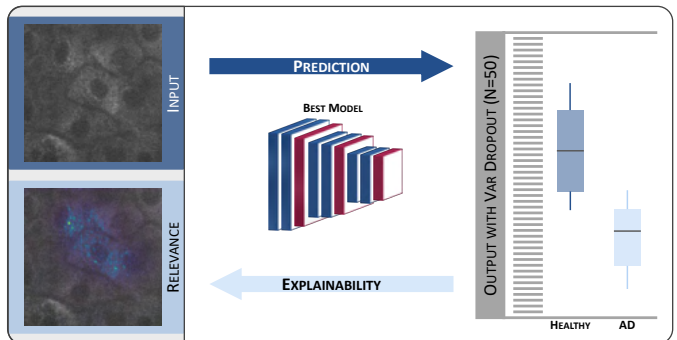 INPUT
RELEVANCE
PREDICTION
BEST MODEL
EXPLAINABILITY
OUTPUT WITH VAR DROPOUT (N=50)
HEALTHY AD